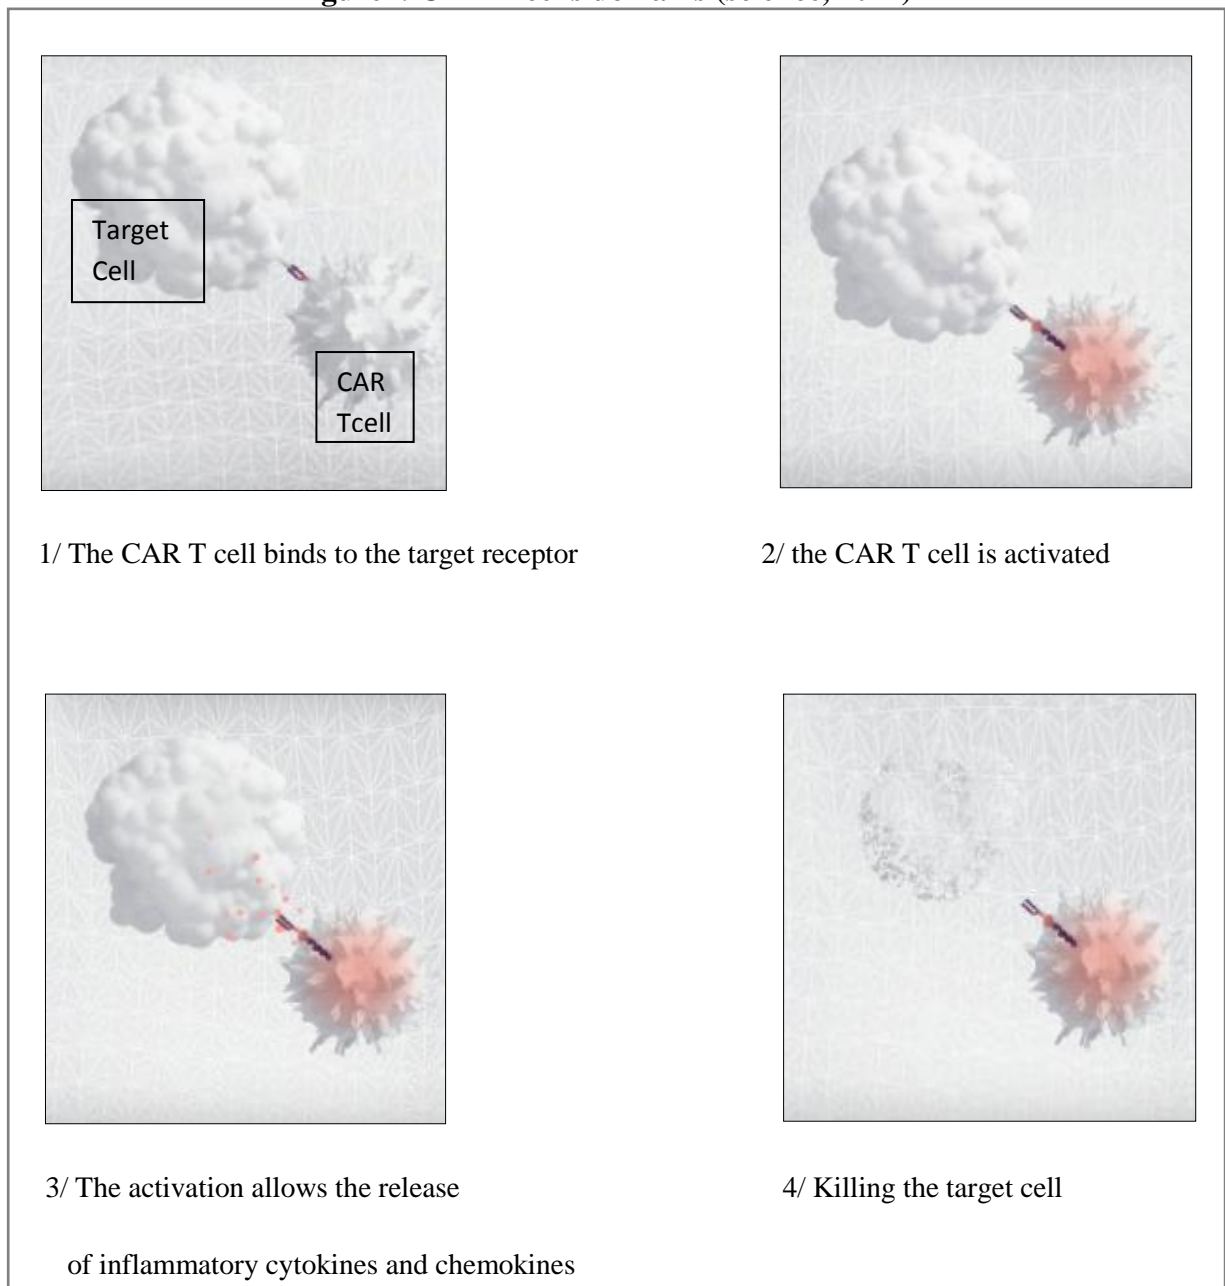 Target
Cell
CAR
Tcell
1/ The CAR T cell binds to the target receptor
2/ the CAR T cell is activated
3/ The activation allows the release
of inflammatory cytokines and chemokines
4/ Killing the target cell